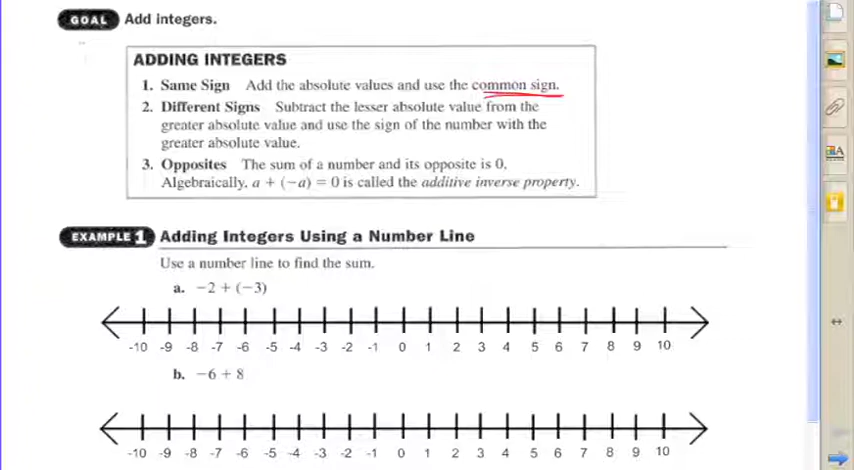 GOAL Add integers.
ADDING INTEGERS
1. Same Sign Add the absolute values and use the common sign.
2. Different Signs Subtract the lesser absolute value from the
greater absolute value and use the sign of the number with the
greater absolute value.
3. Opposites The sum of a number and its opposite is 0.
Algebraically, a + (−a) = 0 is called the additive inverse property.
EXAMPLE 1 Adding Integers Using a Number Line
Use a number line to find the sum.
a. −2 + (−3)
-10 -9 -8 -7 -6 -5 -4 -3 -2 -1 0 1 2 3 4 5 6 7 8 9 10
b. −6 + 8
-10 -9 -8 -7 -6 -5 -4 -3 -2 -1 0 1 2 3 4 5 6 7 8 9 10
A